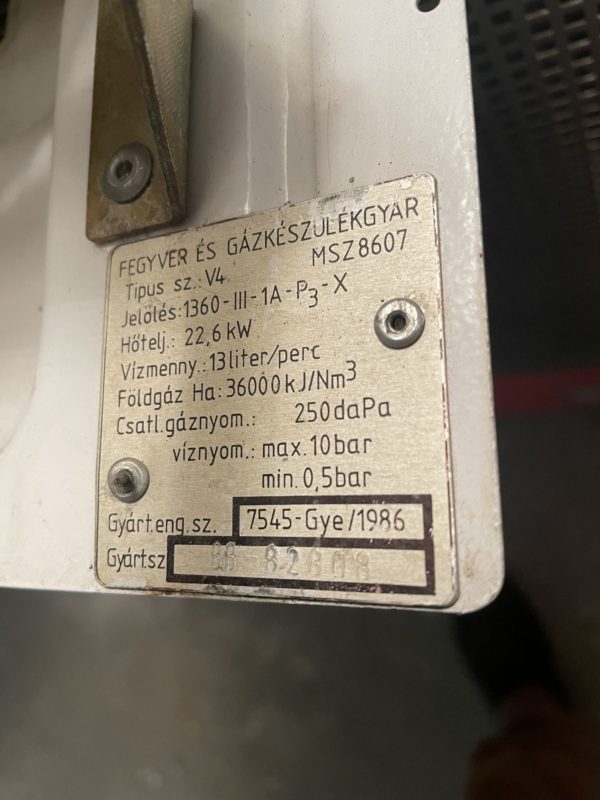 FEGYVER ÉS GÁZKÉSZÜLÉKGYÁR
MSZ8607
Típus sz.: V4
Jelölés: 1360-III-1A-P3-X
Hőtelj.: 22,6 kW
Vízmenny.: 13 liter/perc
Földgáz Ha: 36000 kJ/Nm3
Csatl. gáznyom.: 250 daPa
víznyom.: max. 10 bar
min. 0,5 bar
Gyárt. eng. sz. 7545-Gye/1986
Gyárt.sz